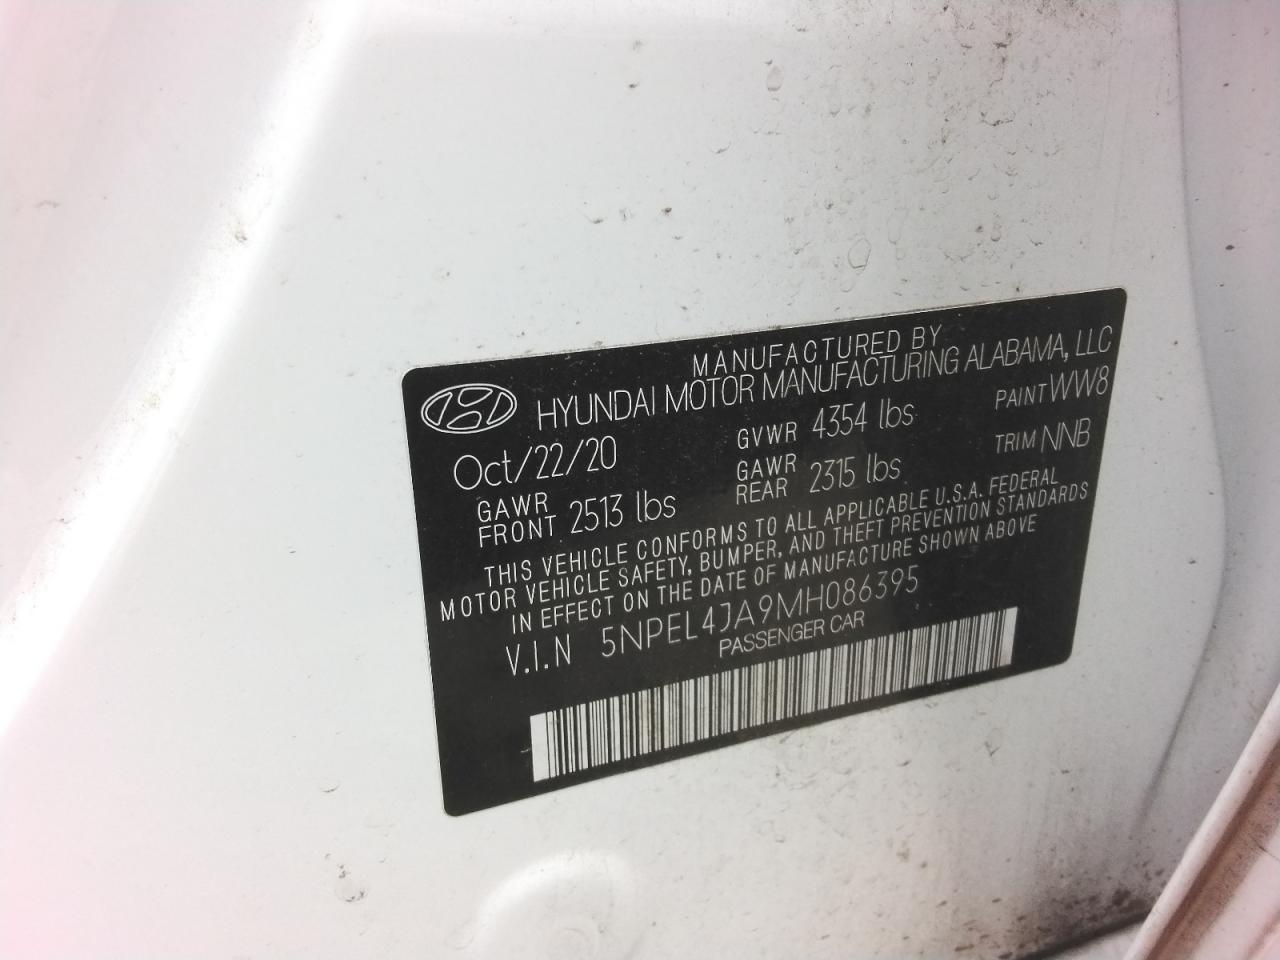 MANUFACTURED BY
HYUNDAI MOTOR MANUFACTURING ALABAMA, LLC
Oct/22/20 GVWR 4354 lbs PAINT WW8
GAWR FRONT 2513 lbs GAWR REAR 2315 lbs TRIM NNB
THIS VEHICLE CONFORMS TO ALL APPLICABLE U.S.A. FEDERAL
MOTOR VEHICLE SAFETY, BUMPER, AND THEFT PREVENTION STANDARDS
IN EFFECT ON THE DATE OF MANUFACTURE SHOWN ABOVE
V.I.N 5NPEL4JA9MH086395
PASSENGER CAR